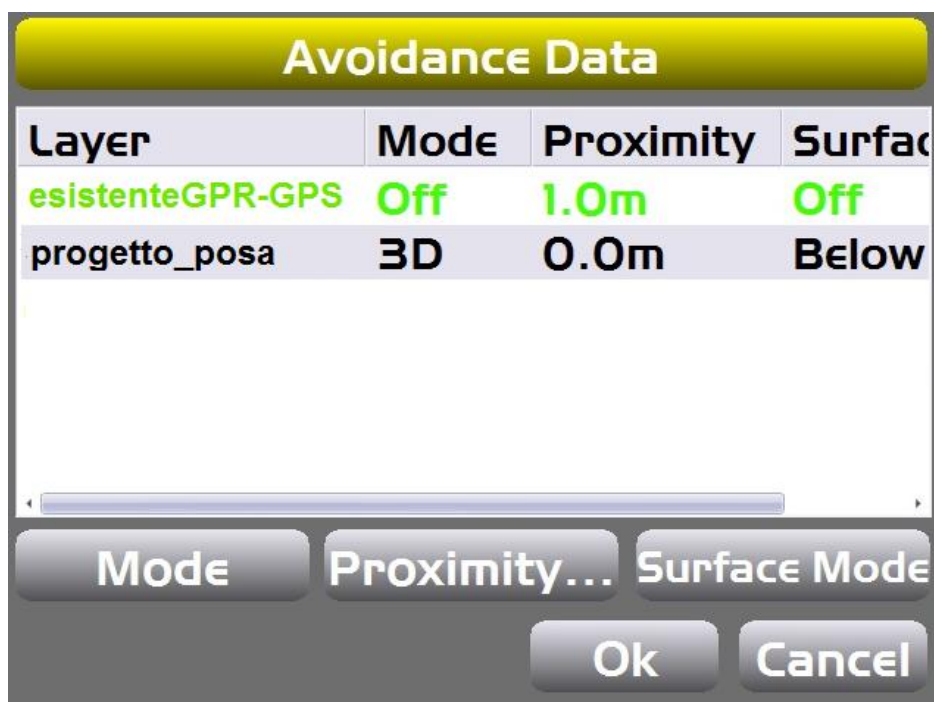 Avoidance Data
Layer Mode Proximity Surfac
esistenteGPR-GPS Off 1.0m Off
progetto_posa 3D 0.0m Below
Mode Proximity... Surface Mode
Ok Cancel